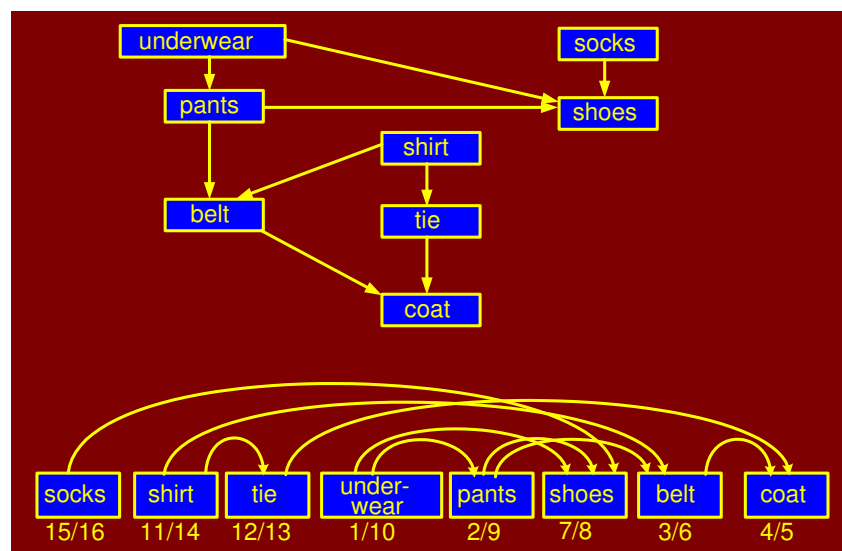 underwear
socks
pants
shoes
shirt
belt
tie
coat
socks
shirt
tie
under-
wear
pants
shoes
belt
coat
15/16
11/14
12/13
1/10
2/9
7/8
3/6
4/5